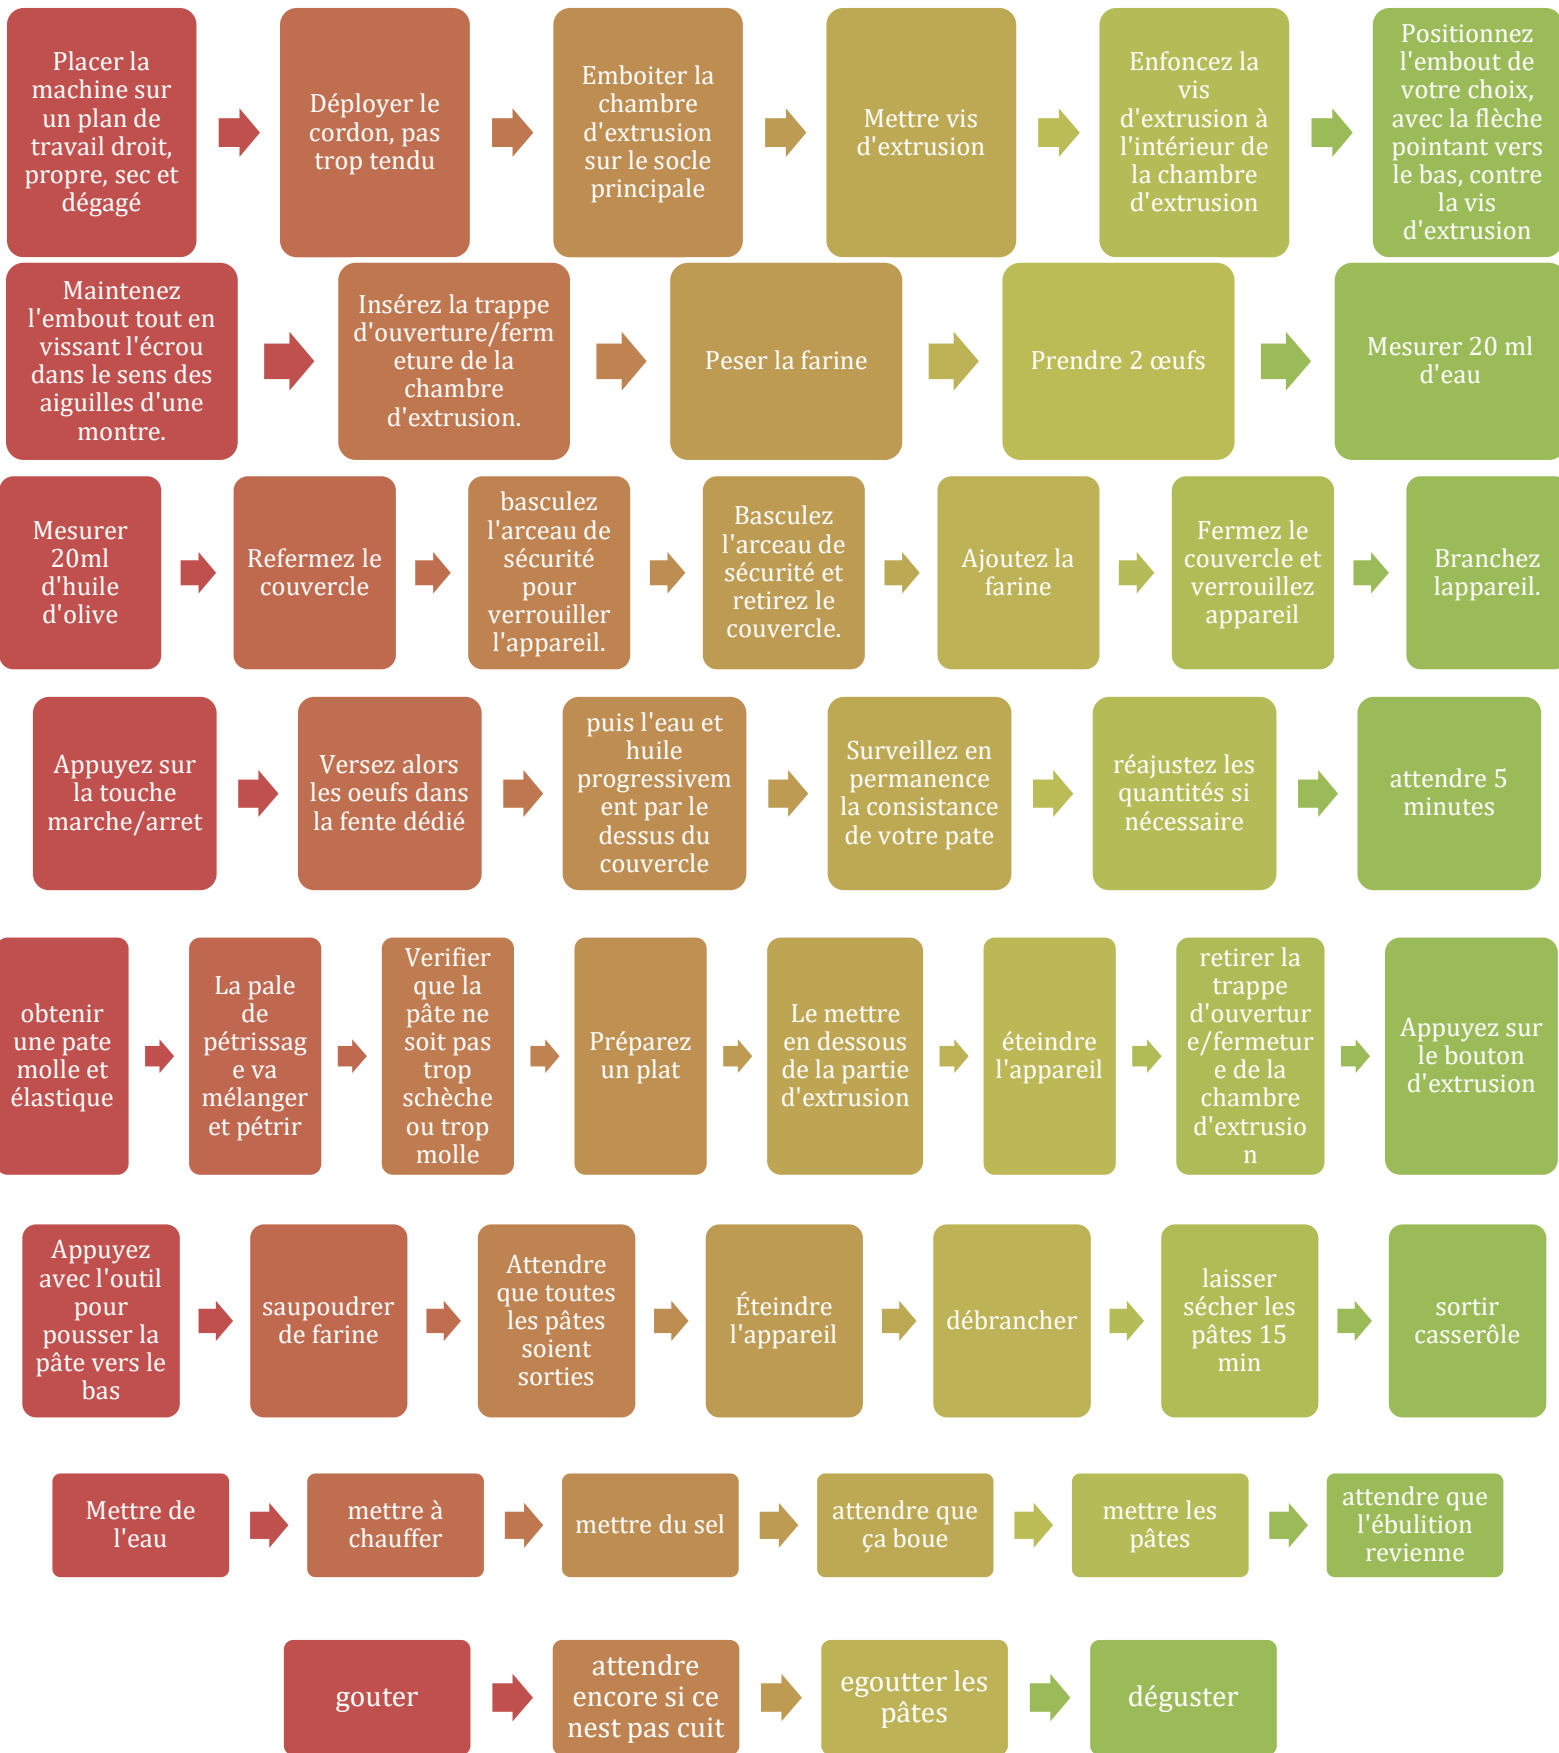 Placer la
machine sur
un plan de
travail droit,
propre, sec et
dégagé
Déployer le
cordon, pas
trop tendu
Emboiter la
chambre
d'extrusion
sur le socle
principale
Mettre vis
d'extrusion
Enfoncez la
vis
d'extrusion à
l'intérieur de
la chambre
d'extrusion
Positionnez
l'embout de
votre choix,
avec la flèche
pointant vers
le bas, contre
la vis
d'extrusion
Maintenez
l'embout tout en
vissant l'écrou
dans le sens des
aiguilles d'une
montre.
Insérez la trappe
d'ouverture/ferm
eture de la
chambre
d'extrusion.
Peser la farine
Prendre 2 œufs
Mesurer 20 ml
d'eau
Mesurer
20ml
d'huile
d'olive
Refermez le
couvercle
basculez
l'arceau de
sécurité
pour
verrouiller
l'appareil.
Basculez
l'arceau de
sécurité et
retirez le
couvercle.
Ajoutez la
farine
Fermez le
couvercle et
verrouillez
appareil
Branchez
lappareil.
Appuyez sur
la touche
marche/arret
Versez alors
les oeufs dans
la fente dédié
puis l'eau et
huile
progressivem
ent par le
dessus du
couvercle
Surveillez en
permanence
la consistance
de votre pate
réajustez les
quantités si
nécessaire
attendre 5
minutes
obtenir
une pate
molle et
élastique
La pale
de
pétrissag
e va
mélanger
et pétrir
Verifier
que la
pâte ne
soit pas
trop
schèche
ou trop
molle
Préparez
un plat
Le mettre
en dessous
de la partie
d'extrusion
éteindre
l'appareil
retirer la
trappe
d'ouvertur
e/fermetur
e de la
chambre
d'extrusio
n
Appuyez sur
le bouton
d'extrusion
Appuyez
avec l'outil
pour
pousser la
pâte vers le
bas
saupoudrer
de farine
Attendre
que toutes
les pâtes
soient
sorties
Éteindre
l'appareil
débrancher
laisser
sécher les
pâtes 15
min
sortir
casserôle
Mettre de
l'eau
mettre à
chauffer
mettre du sel
attendre que
ça boue
mettre les
pâtes
attendre que
l'ébulition
revienne
gouter
attendre
encore si ce
nest pas cuit
egoutter les
pâtes
déguster